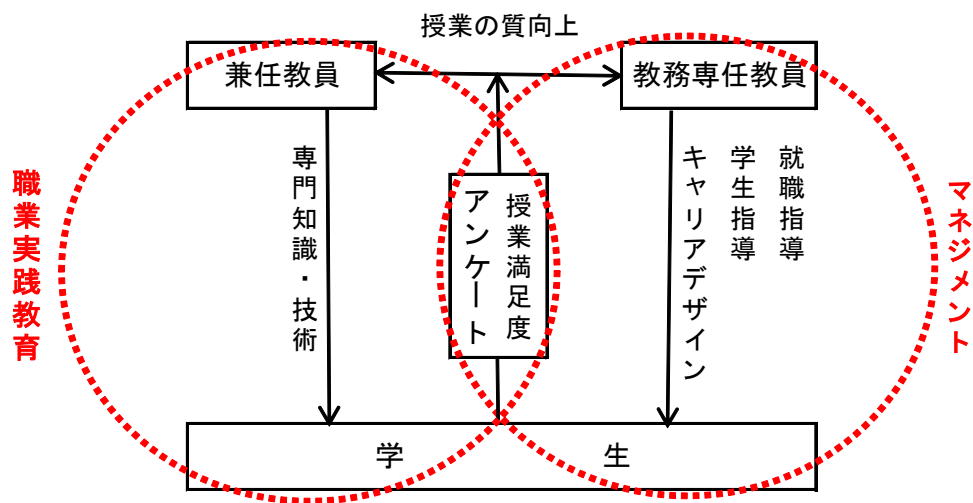 授業の質向上
兼任教員
教務専任教員
職業実践教育
専門知識・技術
授業満足度
アンケート
就職指導
学生指導
キャリアデザイン
マネジメント
学生